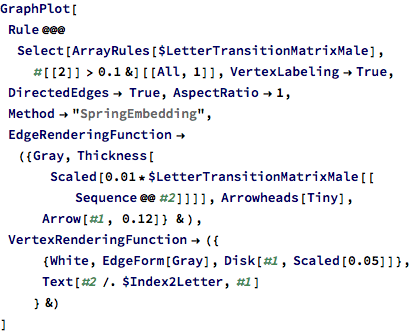 GraphPlot[
Rule @@@
Select[ArrayRules[$LetterTransitionMatrixMale],
#[[2]] > 0.1 &][[All, 1]], VertexLabeling → True,
DirectedEdges → True, AspectRatio → 1,
Method → "SpringEmbedding",
EdgeRenderingFunction →
({Gray, Thickness[
Scaled[0.01 * $LetterTransitionMatrixMale[[
Sequence @@ #2]]]], Arrowheads[Tiny],
Arrow[#1, 0.12]} &),
VertexRenderingFunction → ({
{White, EdgeForm[Gray], Disk[#1, Scaled[0.05]]},
Text[#2 /. $Index2Letter, #1]
} &)
]